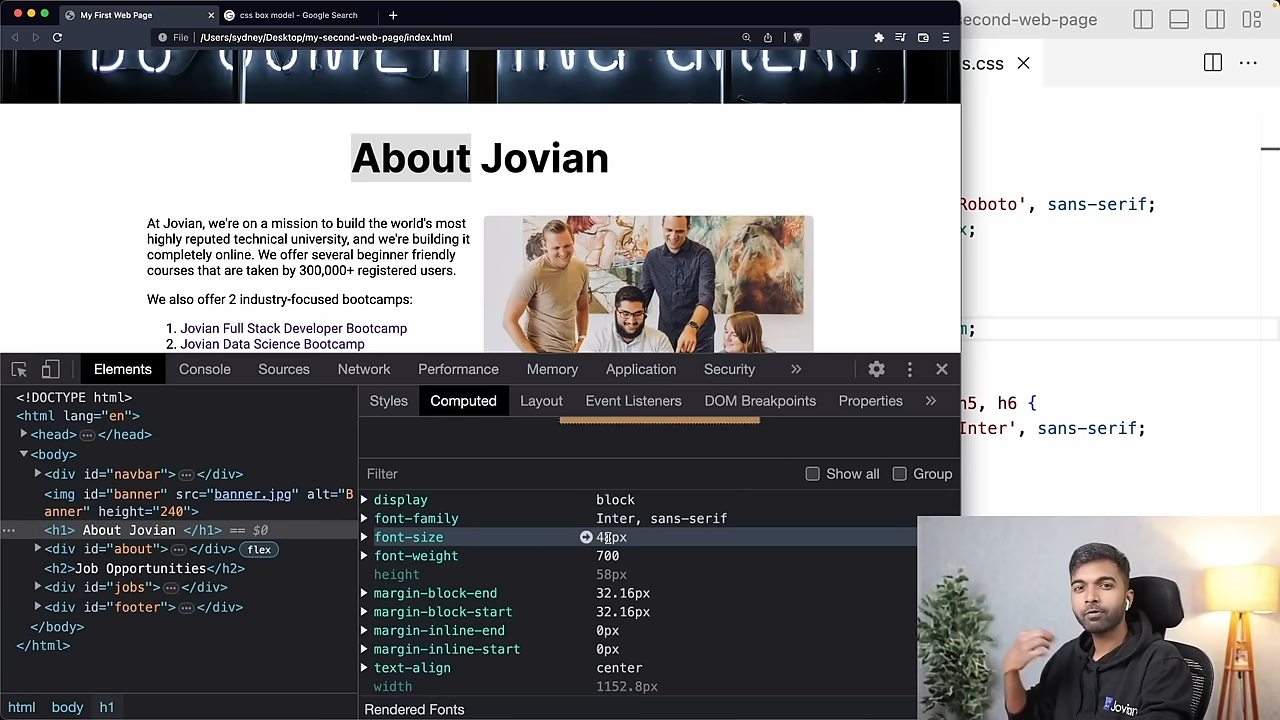 My First Web Page
css box model - Google Search
File /Users/sydney/Desktop/my-second-web-page/index.html
second-web-page
s.css
DO SOMETHING GREAT
About Jovian
At Jovian, we're on a mission to build the world's most
highly reputed technical university, and we're building it
completely online. We offer several beginner friendly
courses that are taken by 300,000+ registered users.
We also offer 2 industry-focused bootcamps:
1. Jovian Full Stack Developer Bootcamp
2. Jovian Data Science Bootcamp
Roboto', sans-serif;
x;
m;
h5, h6 {
Inter', sans-serif;
Elements Console Sources Network Performance Memory Application Security
<!DOCTYPE html>
<html lang="en">
<head>…</head>
<body>
<div id="navbar">…</div>
<img id="banner" src="banner.jpg" alt="B
anner" height="240">
<h1> About Jovian </h1> == $0
<div id="about">…</div> flex
<h2>Job Opportunities</h2>
<div id="jobs">…</div>
<div id="footer">…</div>
</body>
</html>
html body h1
Styles Computed Layout Event Listeners DOM Breakpoints Properties
Filter Show all Group
display block
font-family Inter, sans-serif
font-size px
font-weight 700
height 58px
margin-block-end 32.16px
margin-block-start 32.16px
margin-inline-end 0px
margin-inline-start 0px
text-align center
width 1152.8px
Rendered Fonts
Jovian